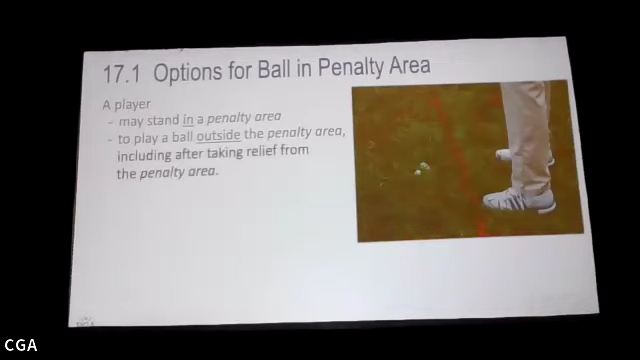 17.1 Options for Ball in Penalty Area
A player
- may stand in a penalty area
- to play a ball outside the penalty area,
including after taking relief from
the penalty area.
CGA